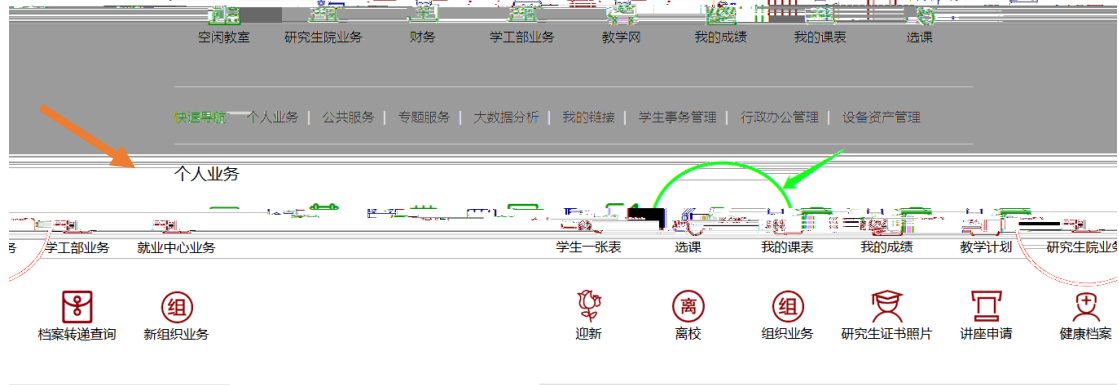 空闲教室 研究生院业务 财务 学工部业务 教学网 我的成绩 我的课表 选课
快速导航 个人业务 | 公共服务 | 专题服务 | 大数据分析 | 我的链接 | 学生事务管理 | 行政办公管理 | 设备资产管理
个人业务
务 学工部业务 就业中心业务 学生一张表 选课 我的课表 我的成绩 教学计划 研究生院业务
组 离 组
档案转递查询 新组织业务 迎新 离校 组织业务 研究生证书照片 讲座申请 健康档案